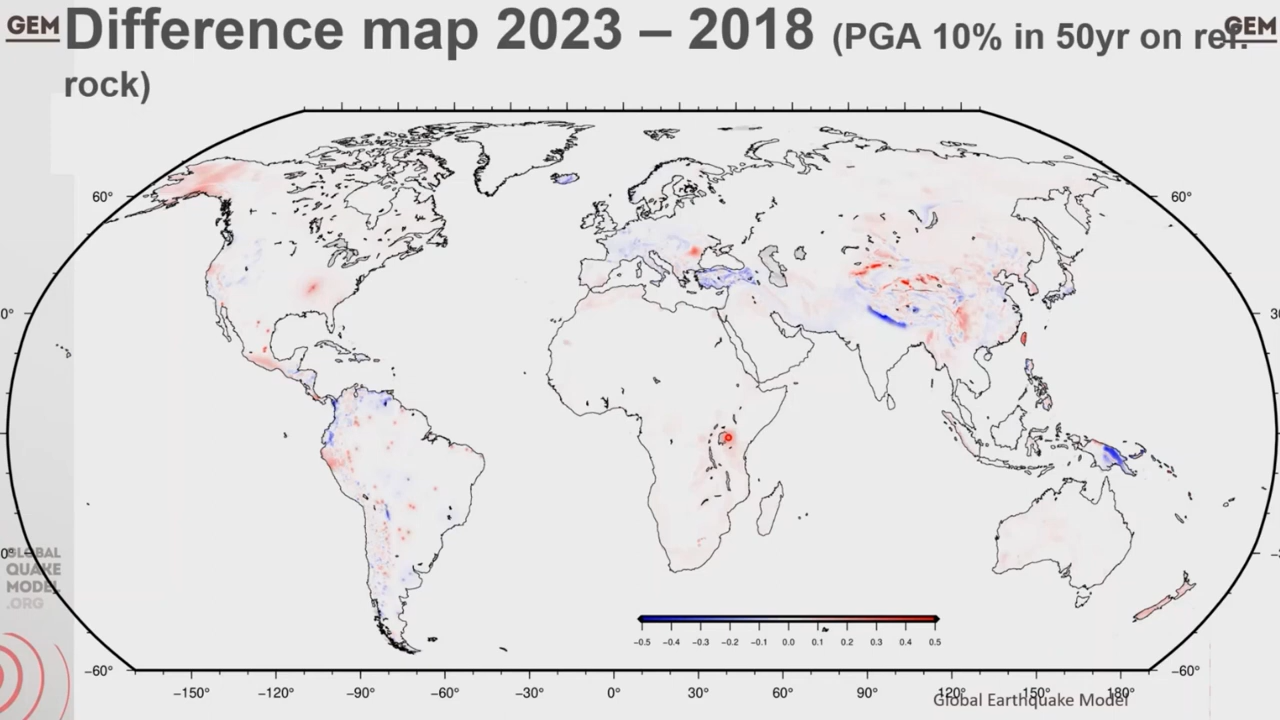 GEM
Difference map 2023 – 2018 (PGA 10% in 50yr on ref.
GEM
rock)
60°
60°
0°
30
-60°
-60°
-0.5 -0.4 -0.3 -0.2 -0.1 0.0 0.1 0.2 0.3 0.4 0.5
GLOBAL
QUAKE
MODEL
.ORG
-150° -120° -90° -60° -30° 0° 30° 60° 90° 120° 150° 180°
Global Earthquake Model